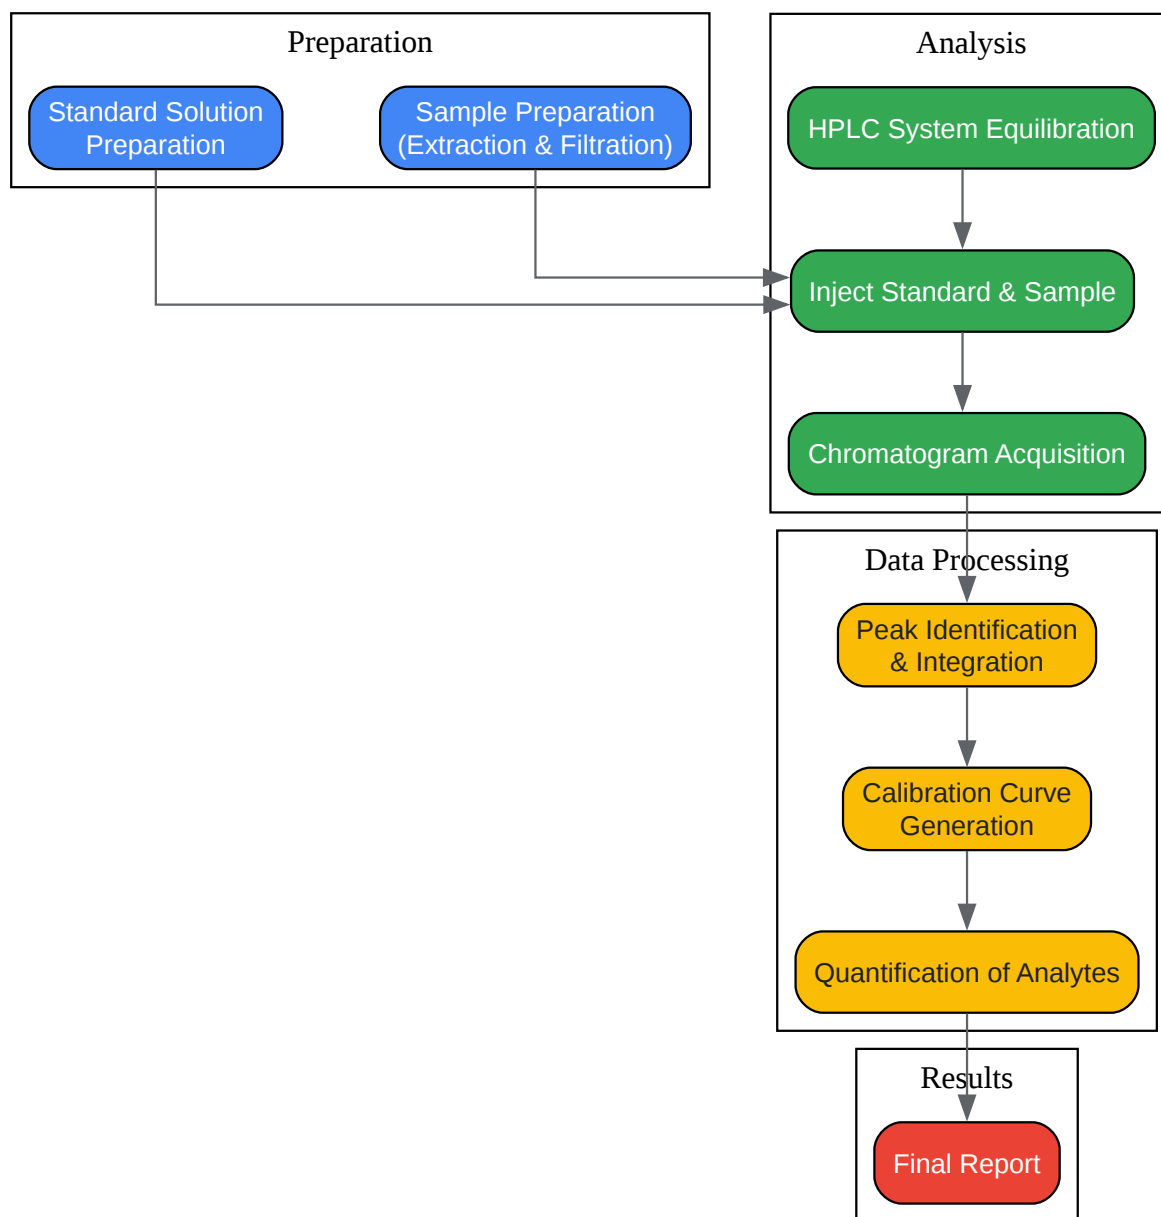 Preparation
Standard Solution
Preparation
Sample Preparation
(Extraction & Filtration)
Analysis
HPLC System Equilibration
Inject Standard & Sample
Chromatogram Acquisition
Data Processing
Peak Identification
& Integration
Calibration Curve
Generation
Quantification of Analytes
Results
Final Report